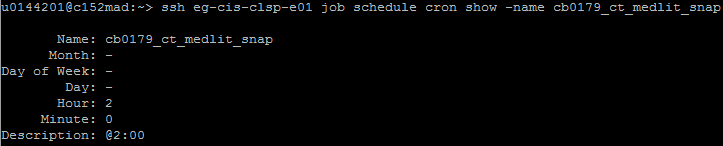 u0144201@c152mad:~> ssh eg-cis-clsp-e01 job schedule cron show -name cb0179_ct_medlit_snap
Name: cb0179_ct_medlit_snap
Month: -
Day of Week: -
Day: -
Hour: 2
Minute: 0
Description: @2:00